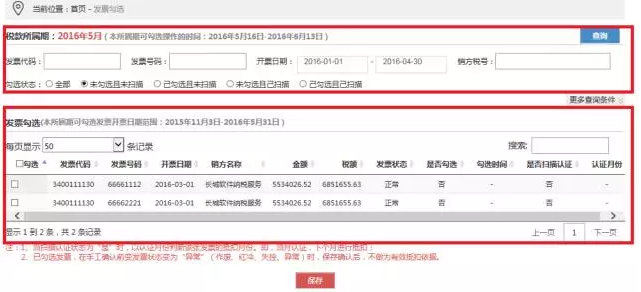 当前位置：首页 - 发票勾选
税款所属期：2016年5月（本所属期可勾选操作的时间：2016年5月16日-2016年6月13日）
查询
发票代码： 发票号码： 开票日期： 2016-01-01 - 2016-04-30 销方税号：
勾选状态： 全部 未勾选且未扫描 已勾选且未扫描 未勾选且已扫描 已勾选且已扫描
更多查询条件
发票勾选(本所属期可勾选发票开票日期范围：2015年11月3日-2016年5月31日)
每页显示 50 条记录 搜索:
勾选 发票代码 发票号码 开票日期 销方名称 金额 税额 发票状态 是否勾选 勾选时间 是否扫描认证 认证月份
3400111130 66661112 2016-03-01 长城软件纳税服务 5534026.52 6851655.63 正常 否 - 否 -
3400111130 66662221 2016-03-01 长城软件纳税服务 5534026.52 6851655.63 正常 否 - 否 -
显示 1 到 2 条，共 2 条记录
上一页 1 下一页
注：1、当扫描认证状态为“是”时，以认证月份判断该张发票的抵扣月份。即，当月认证，下个月进行抵扣；
2、已勾选发票，在手工确认前变发票状态变为“异常”（作废、红冲、失控、异常）时，保存确认后，不做为有效抵扣依据。
保存